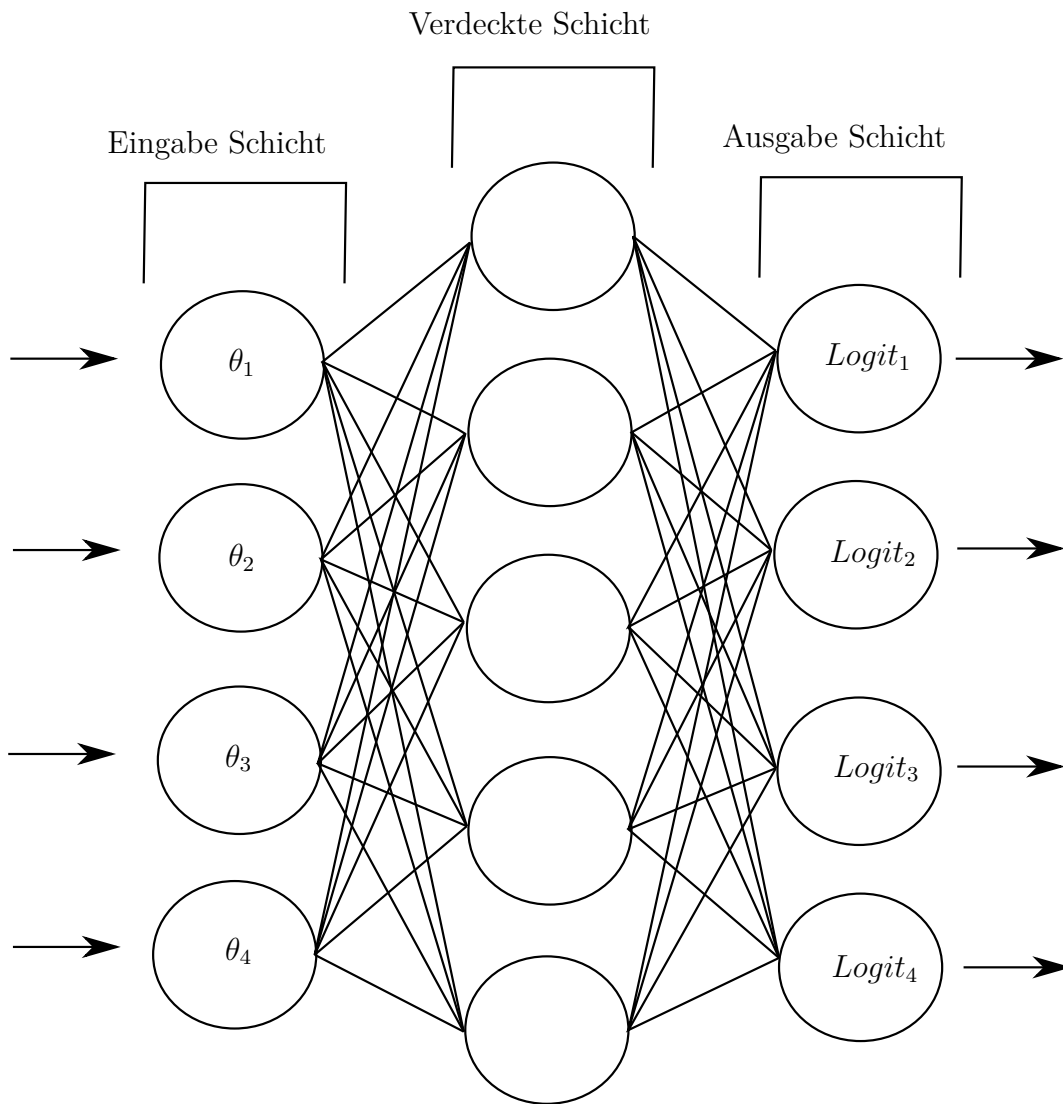 Verdeckte Schicht
Eingabe Schicht
Ausgabe Schicht
θ₁
Logit₁
θ₂
Logit₂
θ₃
Logit₃
θ₄
Logit₄